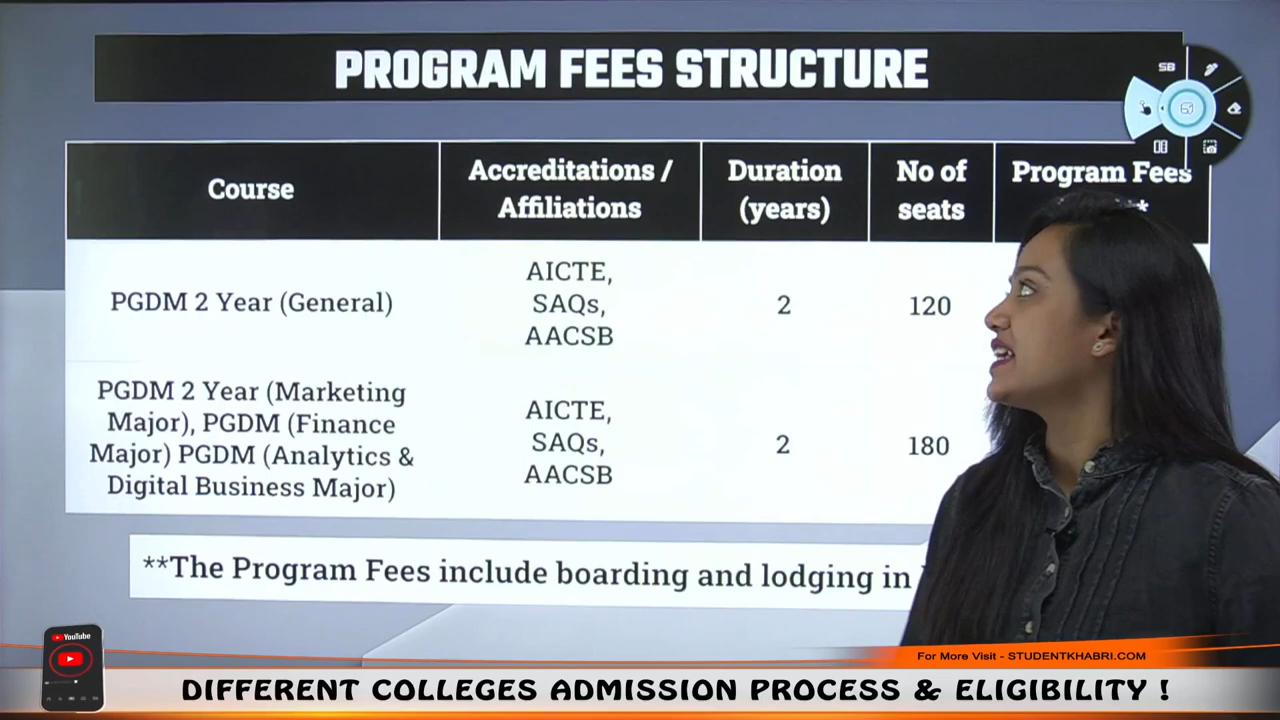 PROGRAM FEES STRUCTURE
SB
Course
Accreditations /
Affiliations
Duration
(years)
No of
seats
Program Fees
**
PGDM 2 Year (General)
AICTE,
SAQs,
AACSB
2
120
PGDM 2 Year (Marketing
Major), PGDM (Finance
Major) PGDM (Analytics &
Digital Business Major)
AICTE,
SAQs,
AACSB
2
180
**The Program Fees include boarding and lodging in
YouTube
For More Visit - STUDENTKHABRI.COM
DIFFERENT COLLEGES ADMISSION PROCESS & ELIGIBILITY !